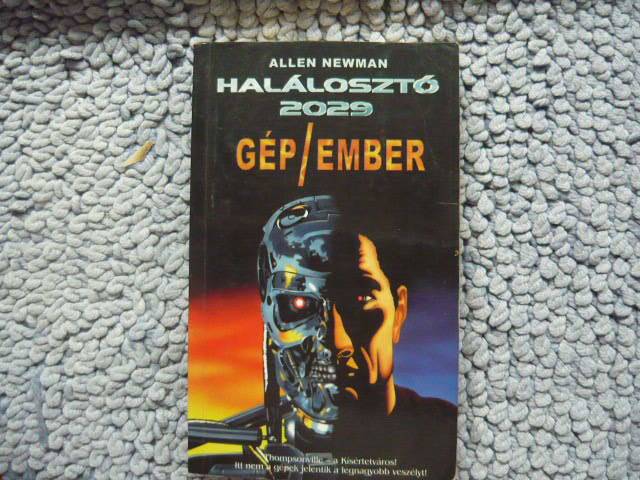 ALLEN NEWMAN
HALÁLOSZTÓ
2029
GÉP/EMBER
Thompsonville – a Kísértetváros!
Itt nem a gépek jelentik a legnagyobb veszélyt!